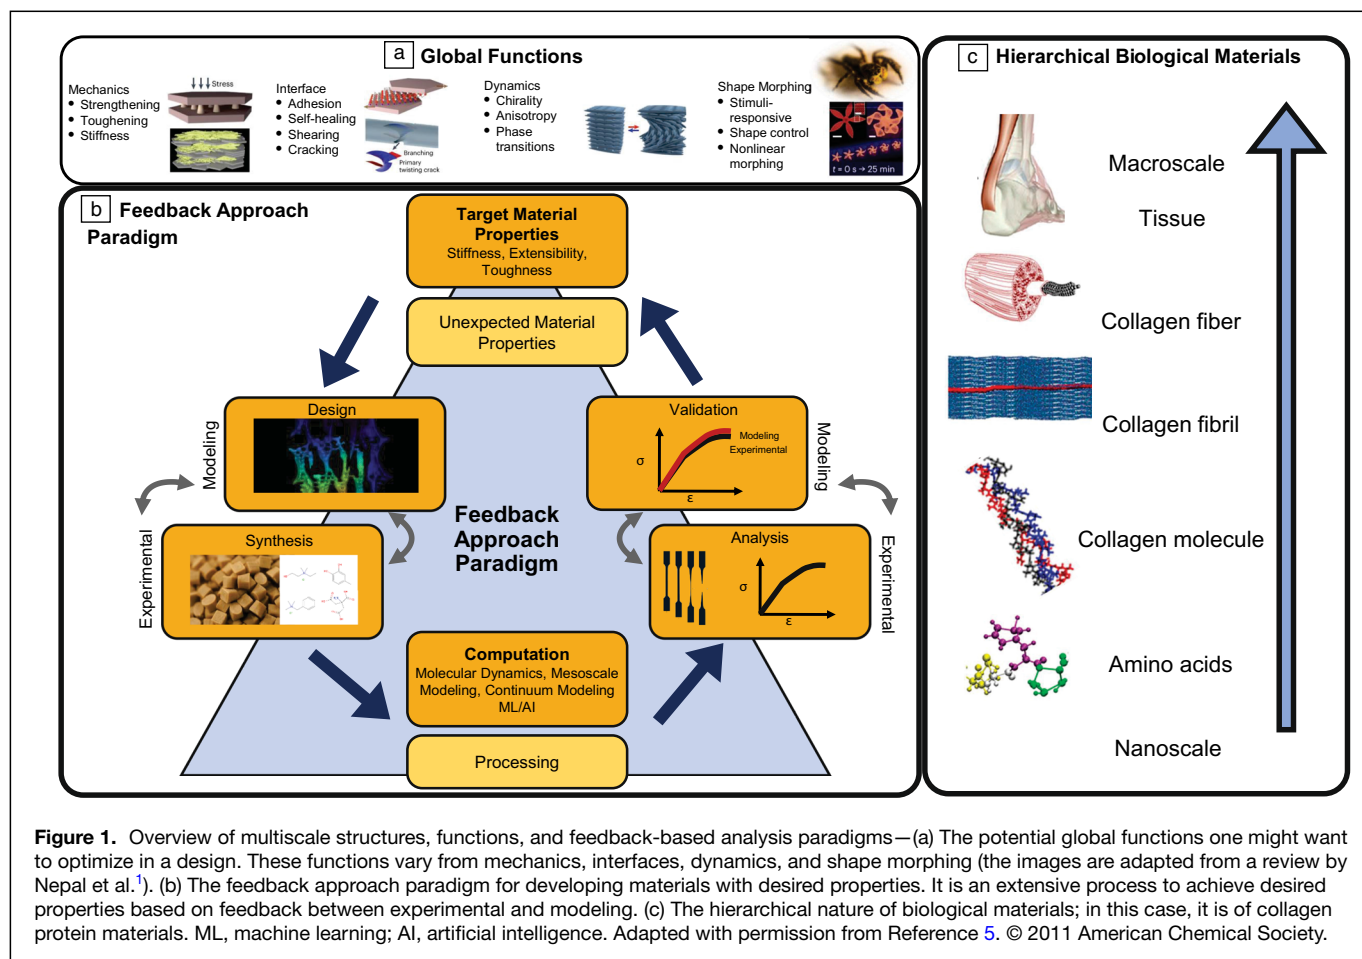 a Global Functions
Mechanics
• Strengthening
• Toughening
• Stiffness
Stress
Interface
• Adhesion
• Self-healing
• Shearing
• Cracking
Branching
Primary
twisting crack
Dynamics
• Chirality
• Anisotropy
• Phase
transitions
Shape Morphing
• Stimuli-
responsive
• Shape control
• Nonlinear
morphing
t = 0 s → 25 min
b Feedback Approach
Paradigm
Target Material
Properties
Stiffness, Extensibility,
Toughness
Unexpected Material
Properties
Design
Modeling
Experimental
Synthesis
Feedback
Approach
Paradigm
Validation
σ
ε
Modeling
Experimental
Modeling
Experimental
Analysis
σ
ε
Computation
Molecular Dynamics, Mesoscale
Modeling, Continuum Modeling
ML/AI
Processing
c Hierarchical Biological Materials
Macroscale
Tissue
Collagen fiber
Collagen fibril
Collagen molecule
Amino acids
Nanoscale
Figure 1. Overview of multiscale structures, functions, and feedback-based analysis paradigms—(a) The potential global functions one might want
to optimize in a design. These functions vary from mechanics, interfaces, dynamics, and shape morphing (the images are adapted from a review by
Nepal et al.1). (b) The feedback approach paradigm for developing materials with desired properties. It is an extensive process to achieve desired
properties based on feedback between experimental and modeling. (c) The hierarchical nature of biological materials; in this case, it is of collagen
protein materials. ML, machine learning; AI, artificial intelligence. Adapted with permission from Reference 5. © 2011 American Chemical Society.